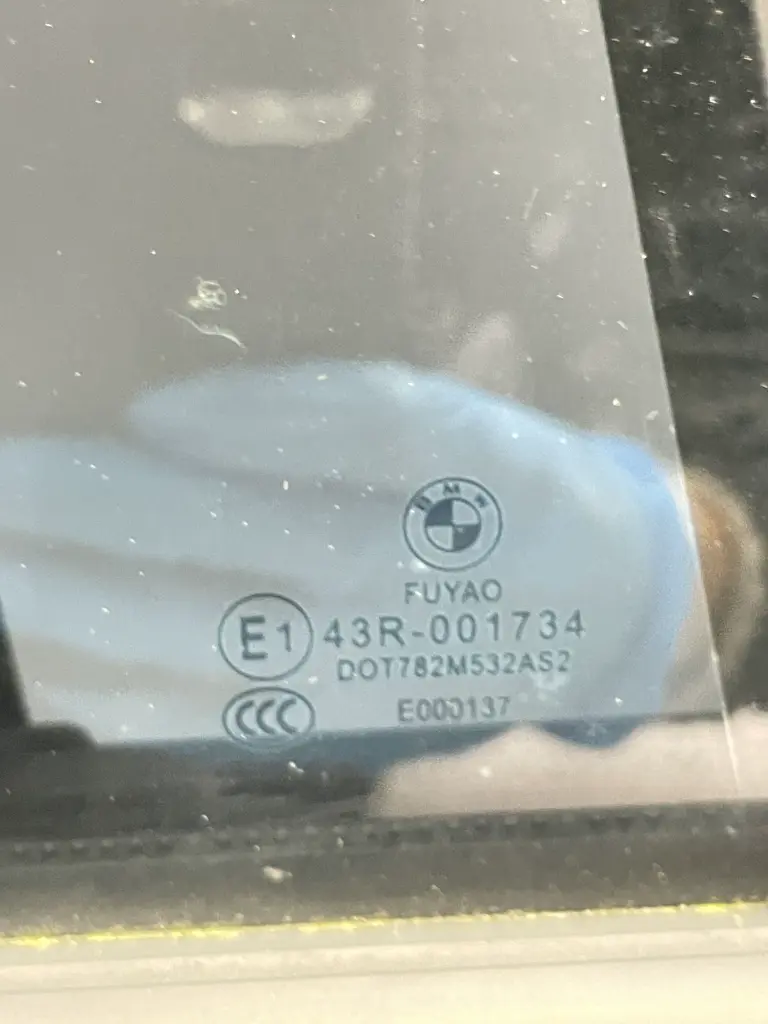 BMW
FUYAO
E1 43R-001734
DOT782M532AS2
CCC E000137